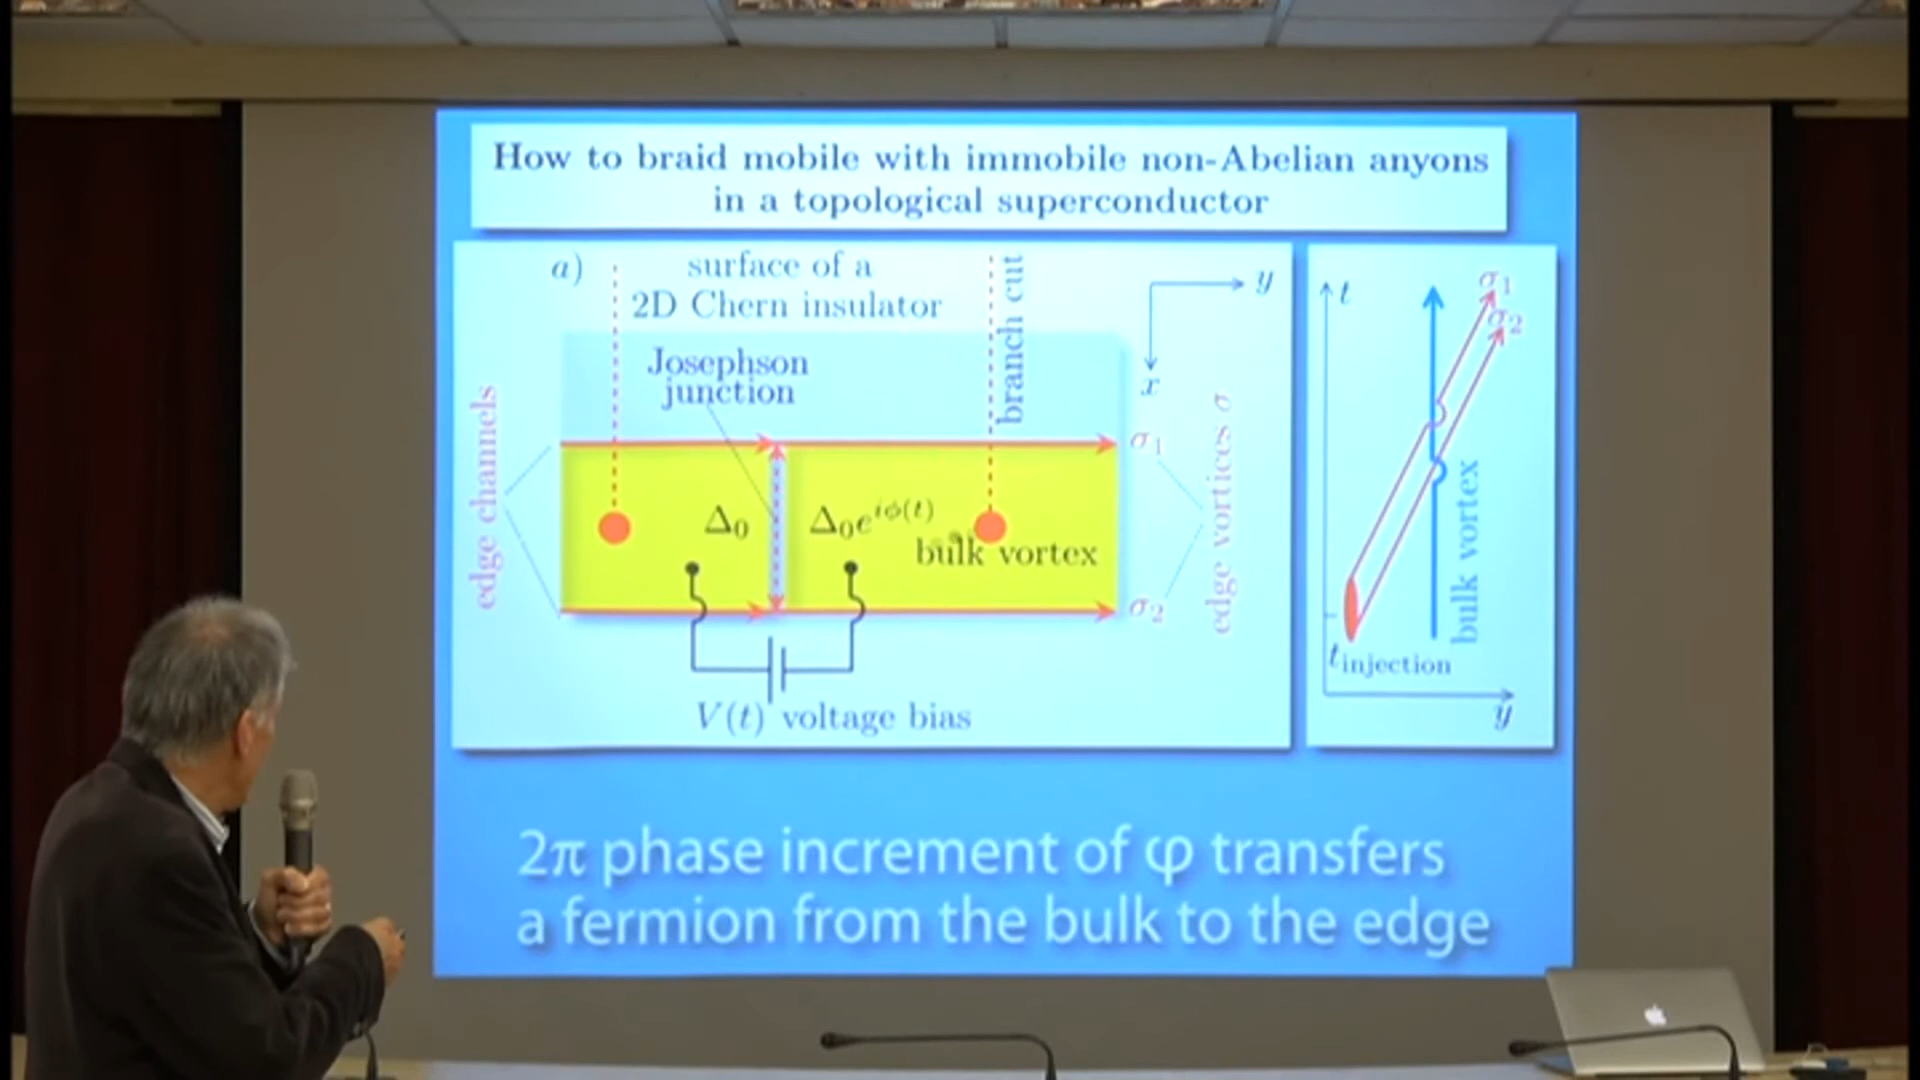 How to braid mobile with immobile non-Abelian anyons
in a topological superconductor
a)
surface of a
2D Chern insulator
branch cut
y
x
Josephson
junction
edge channels
σ1
Δ0
Δ0e^{iϕ(t)}
bulk vortex
σ2
edge vortices σ
V(t) voltage bias
t
σ1
σ2
bulk vortex
tinjection
y
2π phase increment of φ transfers
a fermion from the bulk to the edge